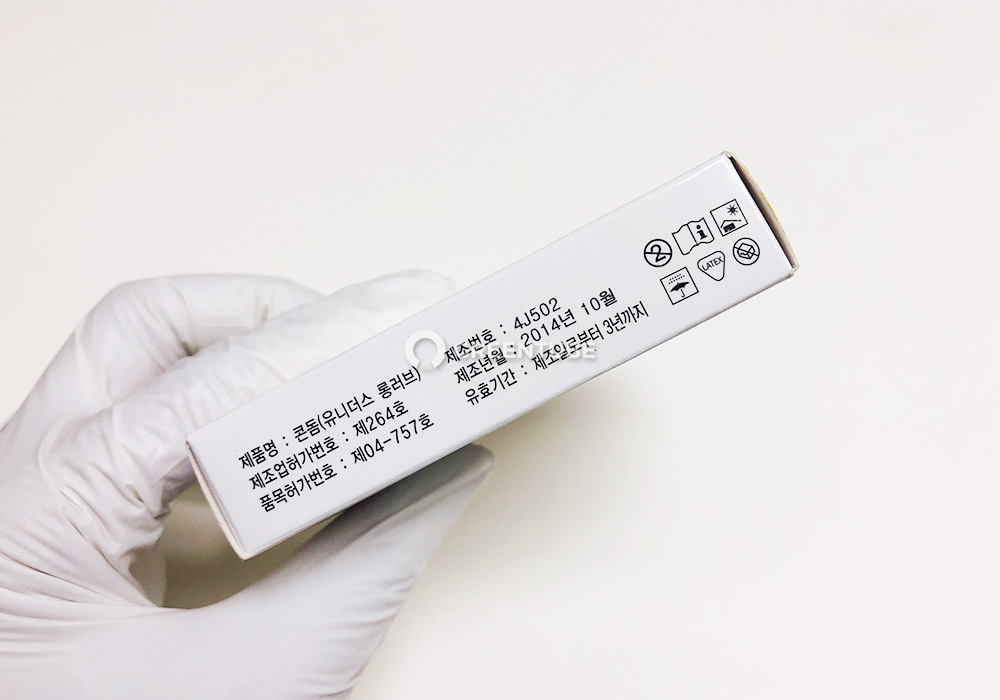 제품명 : 콘돔(유니더스 롱러브)
제조업허가번호 : 제264호
품목허가번호 : 제04-757호
제조번호 : 4J502
제조년월 : 2014년 10월
유효기간 : 제조일로부터 3년까지
2
i
LATEX